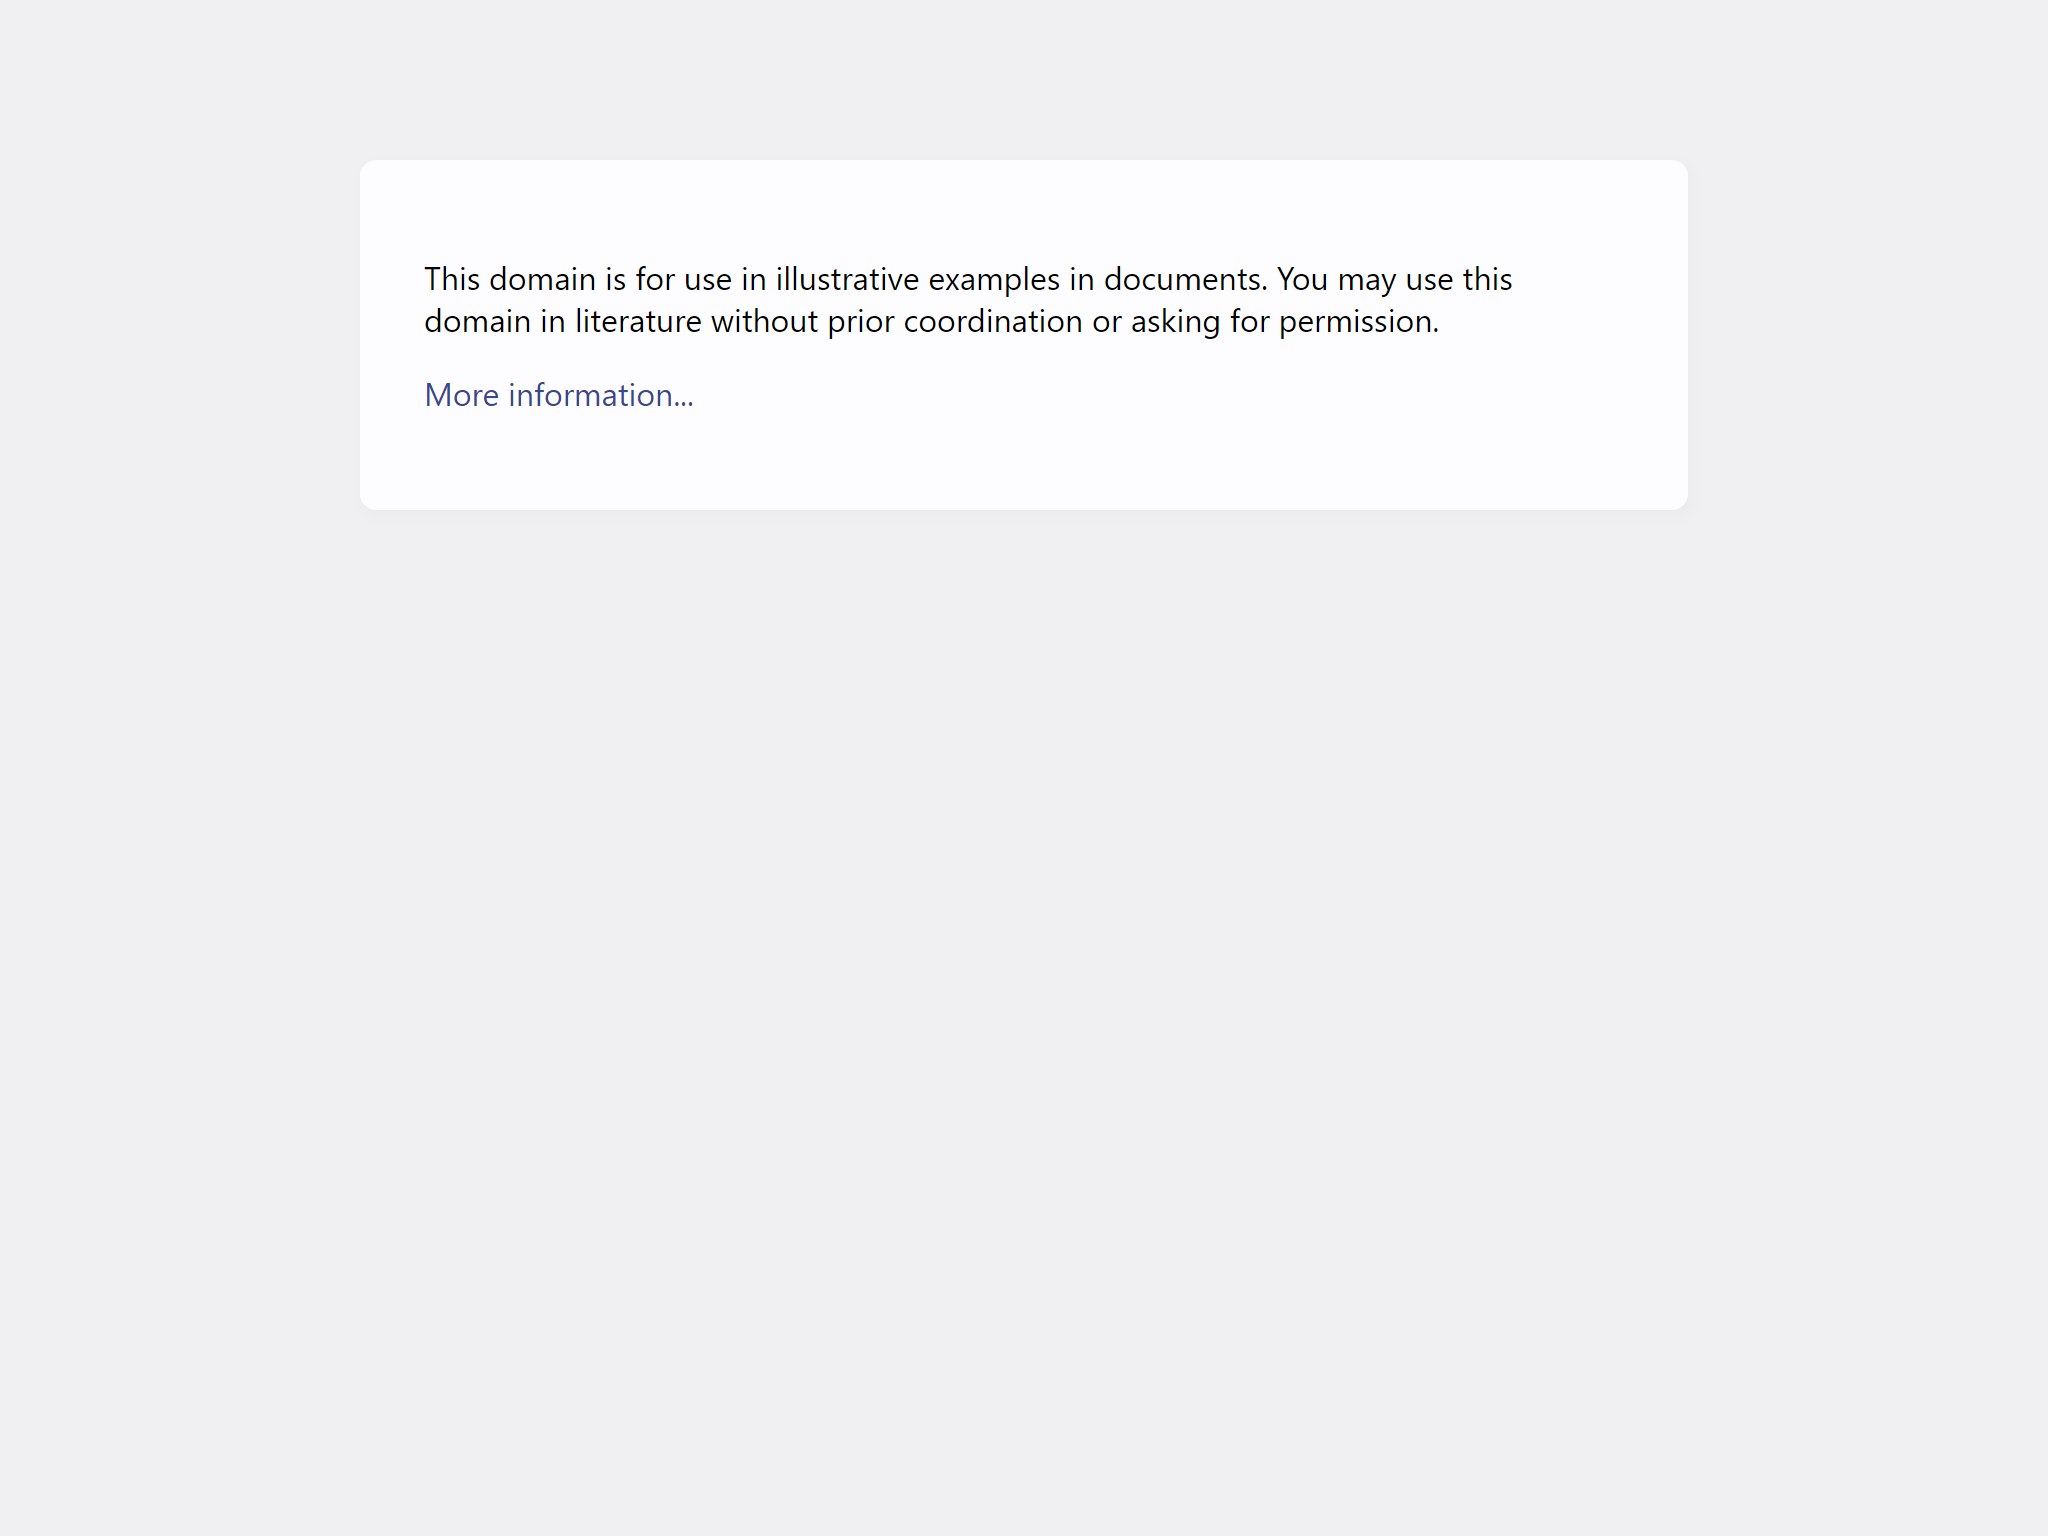 This domain is for use in illustrative examples in documents. You may use this
domain in literature without prior coordination or asking for permission.
More information...